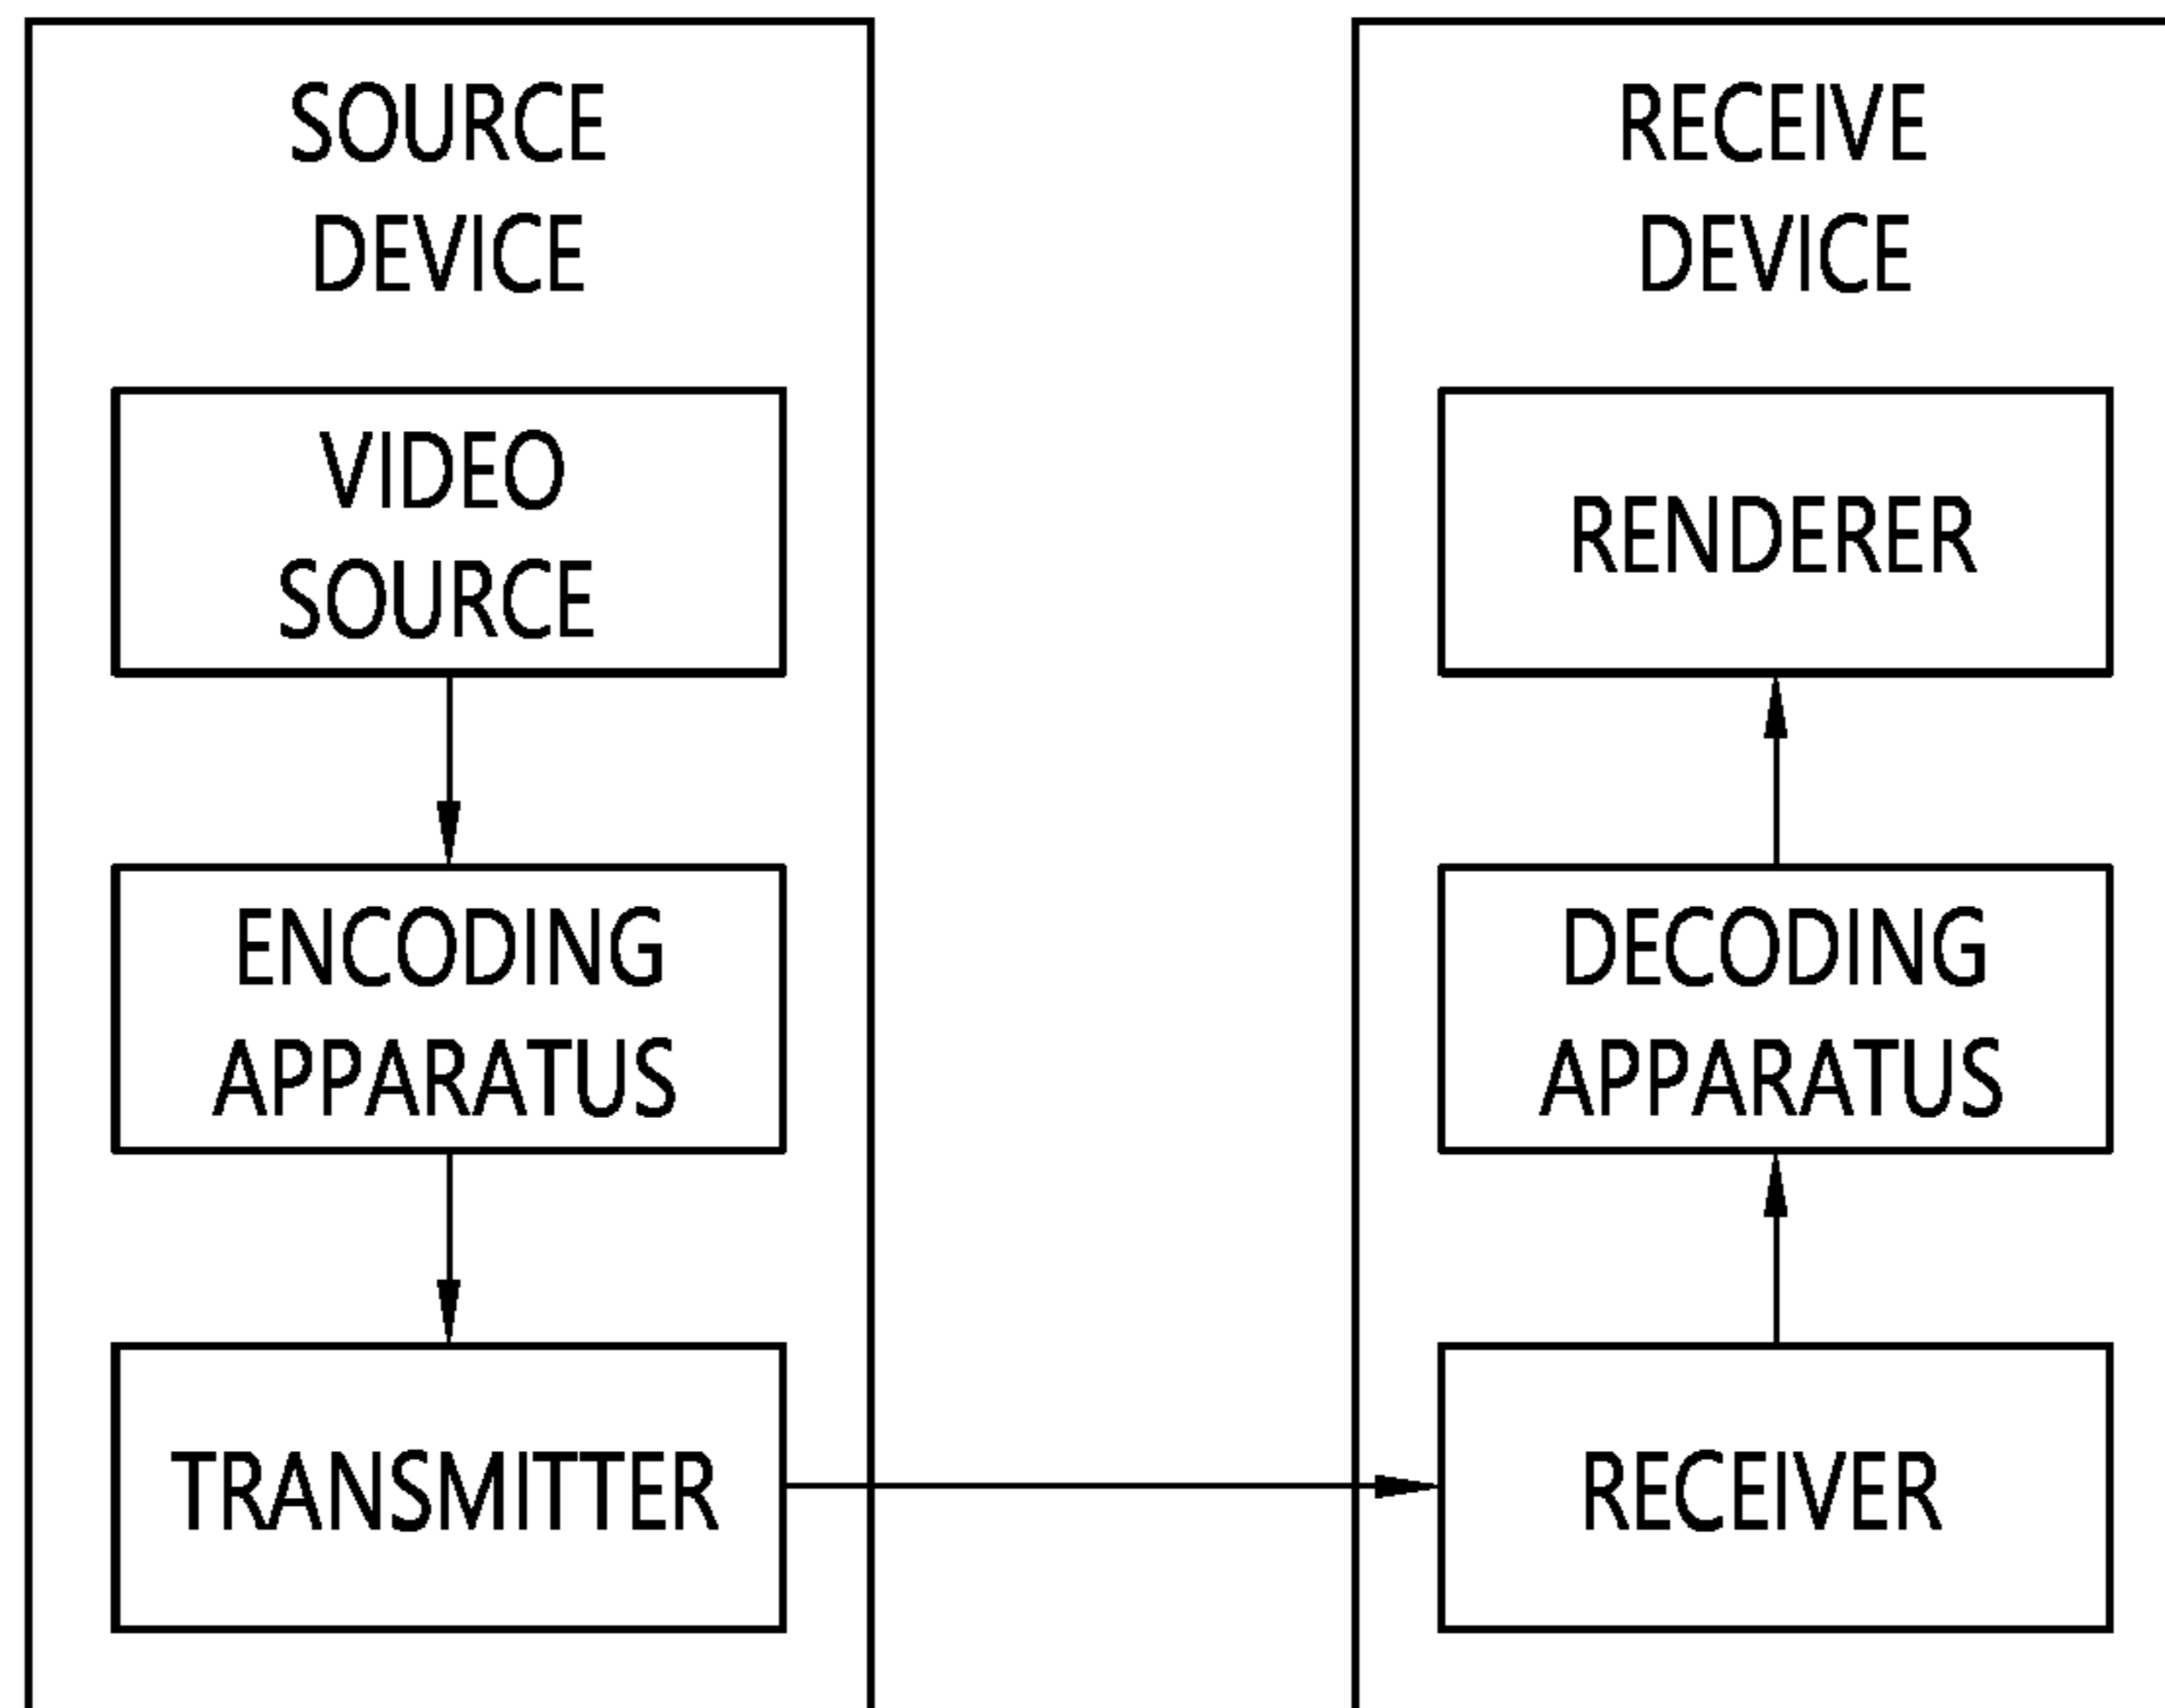 SOURCE
DEVICE
VIDEO
SOURCE
ENCODING
APPARATUS
TRANSMITTER
RECEIVE
DEVICE
RENDERER
DECODING
APPARATUS
RECEIVER